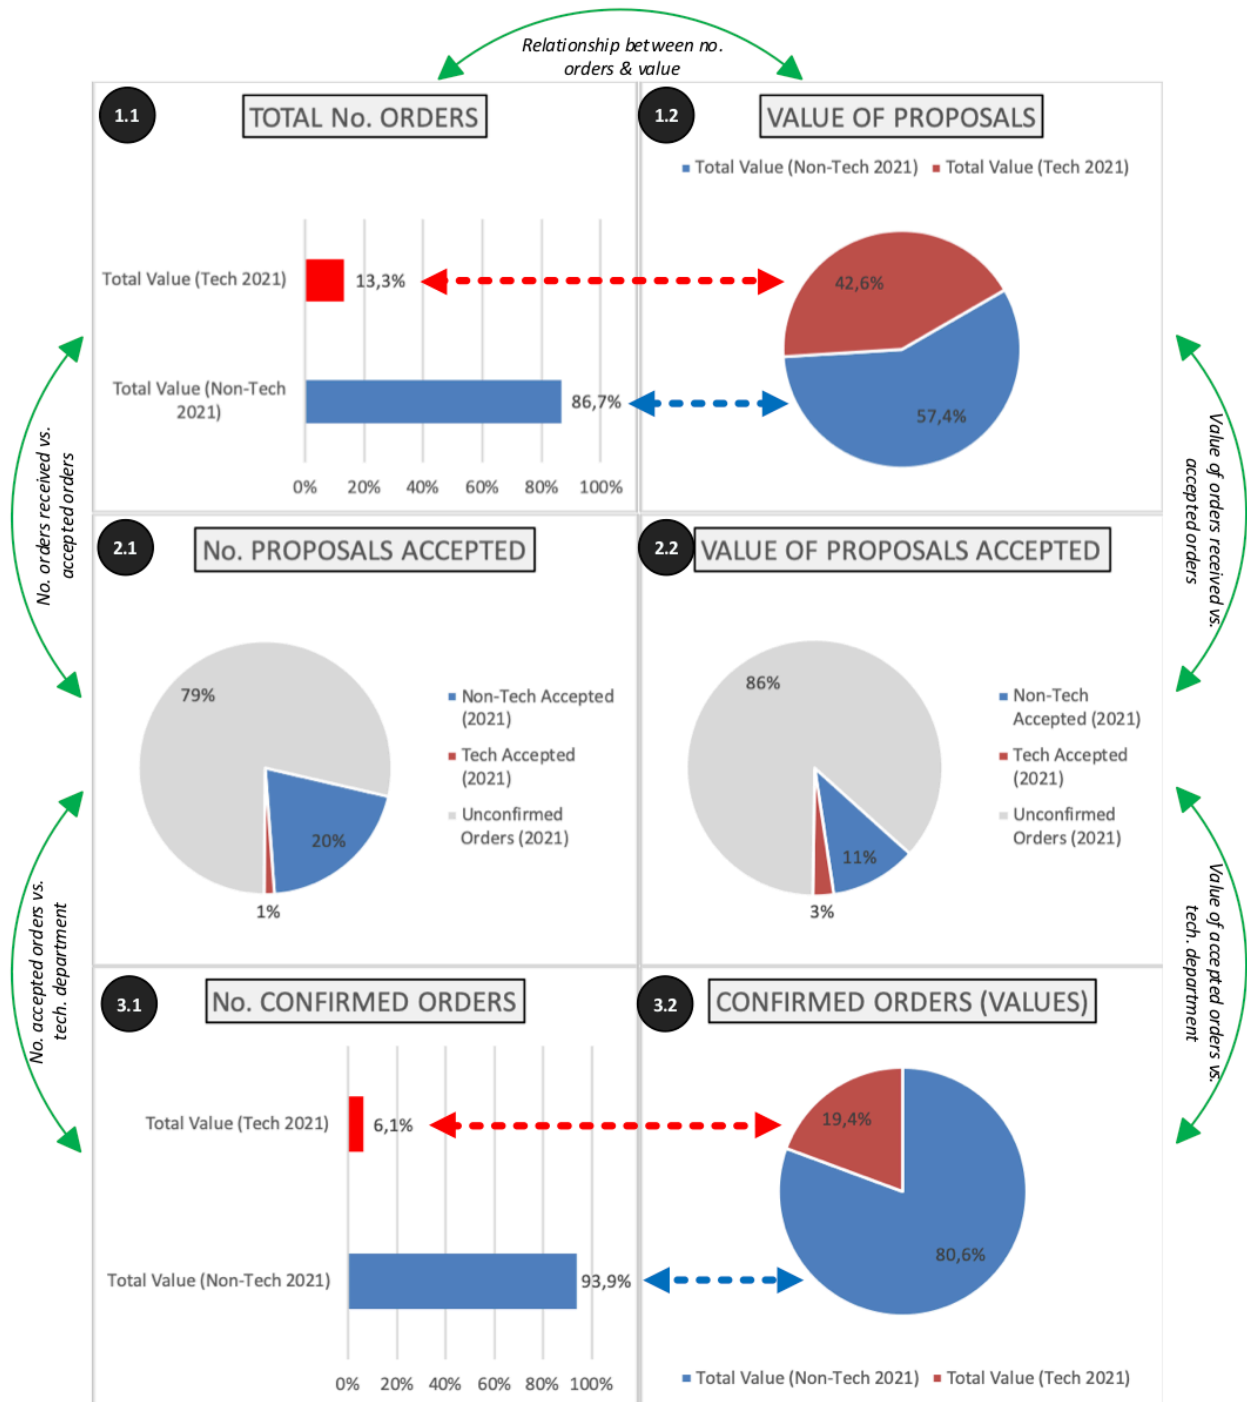 Relationship between no.
orders & value
1.1
TOTAL No. ORDERS
Total Value (Tech 2021)
13,3%
Total Value (Non-Tech
2021)
86,7%
0% 20% 40% 60% 80% 100%
1.2
VALUE OF PROPOSALS
Total Value (Non-Tech 2021) Total Value (Tech 2021)
42,6%
57,4%
No. orders received vs.
accepted orders
Value of orders received vs.
accepted orders
2.1
No. PROPOSALS ACCEPTED
79%
20%
1%
Non-Tech Accepted
(2021)
Tech Accepted
(2021)
Unconfirmed
Orders (2021)
2.2
VALUE OF PROPOSALS ACCEPTED
86%
11%
3%
Non-Tech
Accepted (2021)
Tech Accepted
(2021)
Unconfirmed
Orders (2021)
No. accepted orders vs.
tech. department
Value of accepted orders vs.
tech. department
3.1
No. CONFIRMED ORDERS
Total Value (Tech 2021)
6,1%
Total Value (Non-Tech 2021)
93,9%
0% 20% 40% 60% 80% 100%
3.2
CONFIRMED ORDERS (VALUES)
19,4%
80,6%
Total Value (Non-Tech 2021) Total Value (Tech 2021)